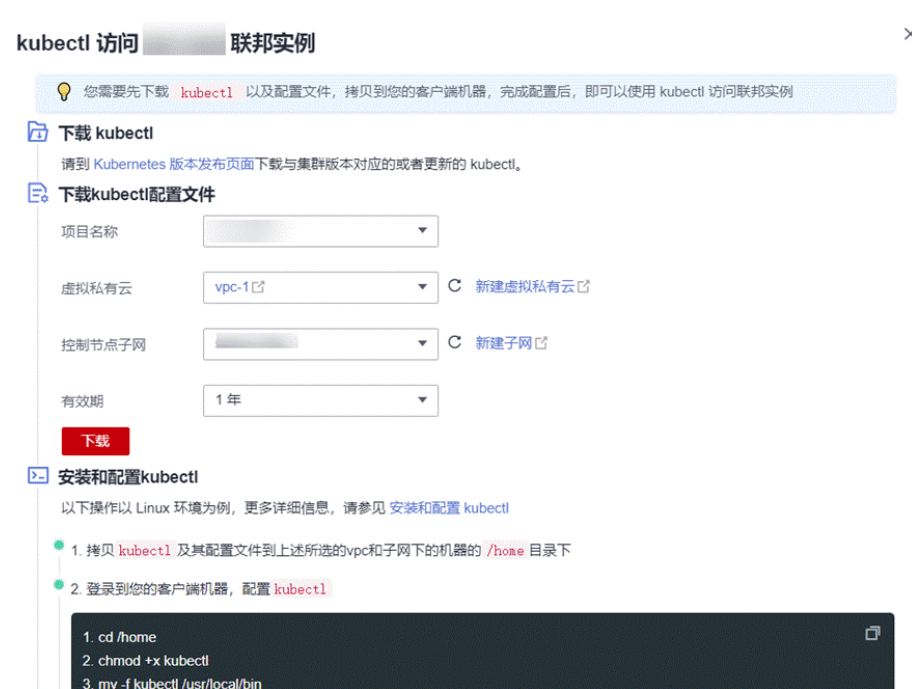 kubectl 访问 联邦实例
您需要先下载 kubectl 以及配置文件，拷贝到您的客户端机器，完成配置后，即可以使用 kubectl 访问联邦实例
下载 kubectl
请到 Kubernetes 版本发布页面下载与集群版本对应的或者更新的 kubectl。
下载kubectl配置文件
项目名称
虚拟私有云 vpc-1 新建虚拟私有云
控制节点子网 新建子网
有效期 1 年
下载
安装和配置kubectl
以下操作以 Linux 环境为例，更多详细信息，请参见 安装和配置 kubectl
1. 拷贝 kubectl 及其配置文件到上述所选的vpc和子网下的机器的 /home 目录下
2. 登录到您的客户端机器，配置 kubectl
1. cd /home
2. chmod +x kubectl
3. mv -f kubectl /usr/local/bin